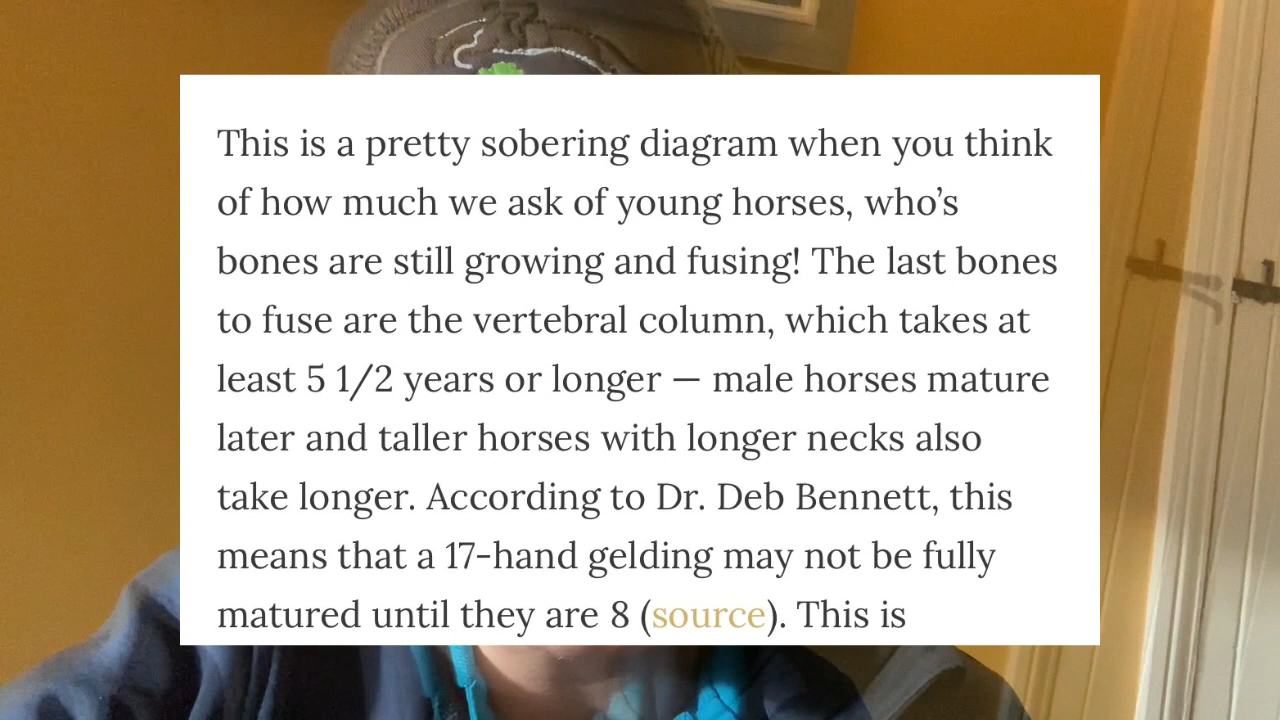 This is a pretty sobering diagram when you think
of how much we ask of young horses, who’s
bones are still growing and fusing! The last bones
to fuse are the vertebral column, which takes at
least 5 1/2 years or longer — male horses mature
later and taller horses with longer necks also
take longer. According to Dr. Deb Bennett, this
means that a 17-hand gelding may not be fully
matured until they are 8 (source). This is